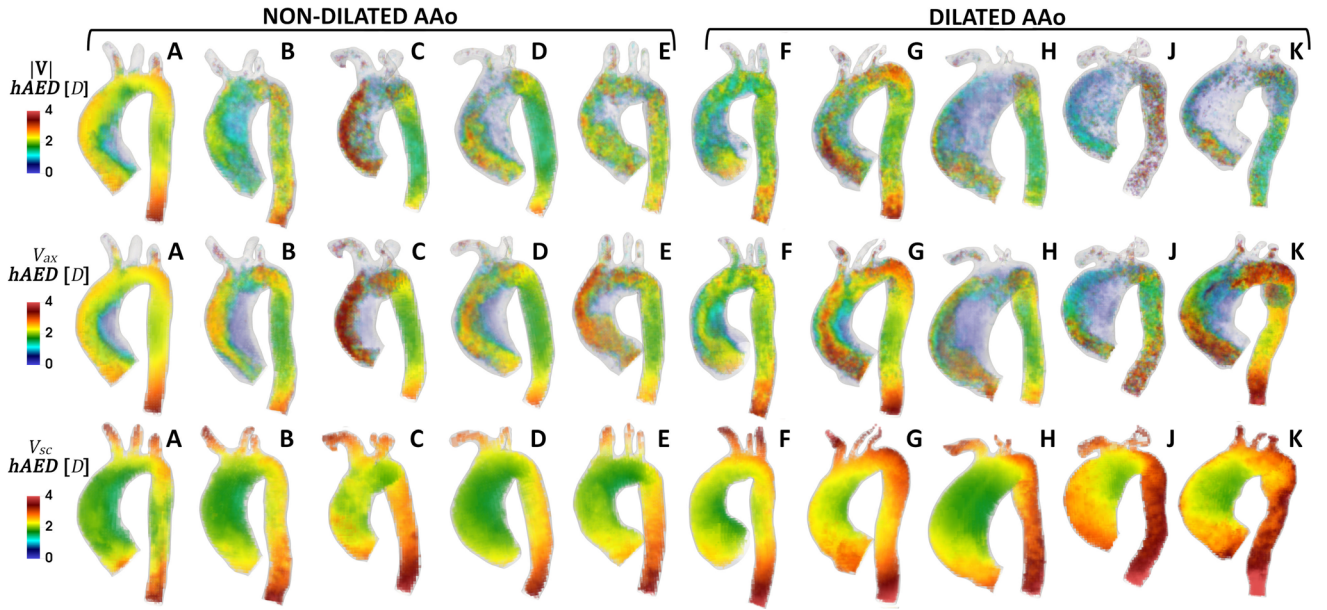 NON-DILATED AAo DILATED AAo
A B C D E F G H J K
|V|
hAED [D]
4
2
0
A B C D E F G H J K
Vax
hAED [D]
4
2
0
A B C D E F G H J K
Vsc
hAED [D]
4
2
0